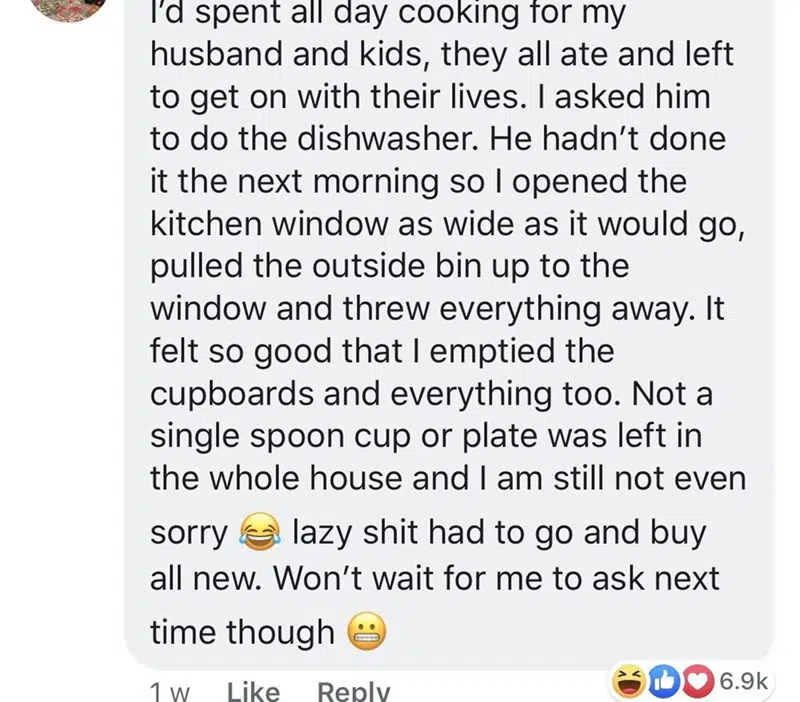 I'd spent all day cooking for my
husband and kids, they all ate and left
to get on with their lives. I asked him
to do the dishwasher. He hadn't done
it the next morning so I opened the
kitchen window as wide as it would go,
pulled the outside bin up to the
window and threw everything away. It
felt so good that I emptied the
cupboards and everything too. Not a
single spoon cup or plate was left in
the whole house and I am still not even
sorry 😂 lazy shit had to go and buy
all new. Won't wait for me to ask next
time though 😬
1 w Like Reply 6.9k